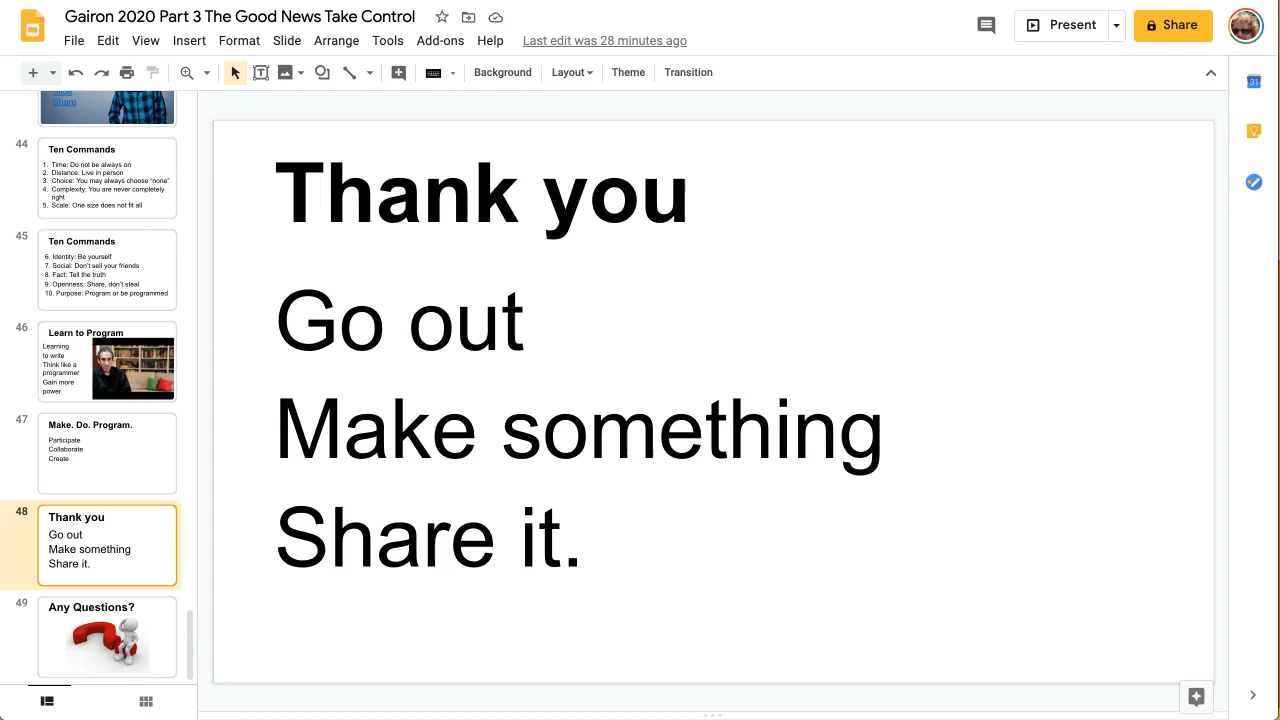 Gairon 2020 Part 3 The Good News Take Control
File Edit View Insert Format Slide Arrange Tools Add-ons Help Last edit was 28 minutes ago
Present
Share
Background Layout Theme Transition
Slide
Share
44
Ten Commands
1. Time: Do not be always on
2. Distance: Live in person
3. Choice: You may always choose “none”
4. Complexity: You are never completely
right
5. Scale: One size does not fit all
45
Ten Commands
6. Identity: Be yourself
7. Social: Don’t sell your friends
8. Fact: Tell the truth
9. Openness: Share, don’t steal
10. Purpose: Program or be programmed
46
Learn to Program
Learning
to write
Think like a
programmer
Gain more
power
47
Make. Do. Program.
Participate
Collaborate
Create
48
Thank you
Go out
Make something
Share it.
49
Any Questions?
Thank you
Go out
Make something
Share it.
31